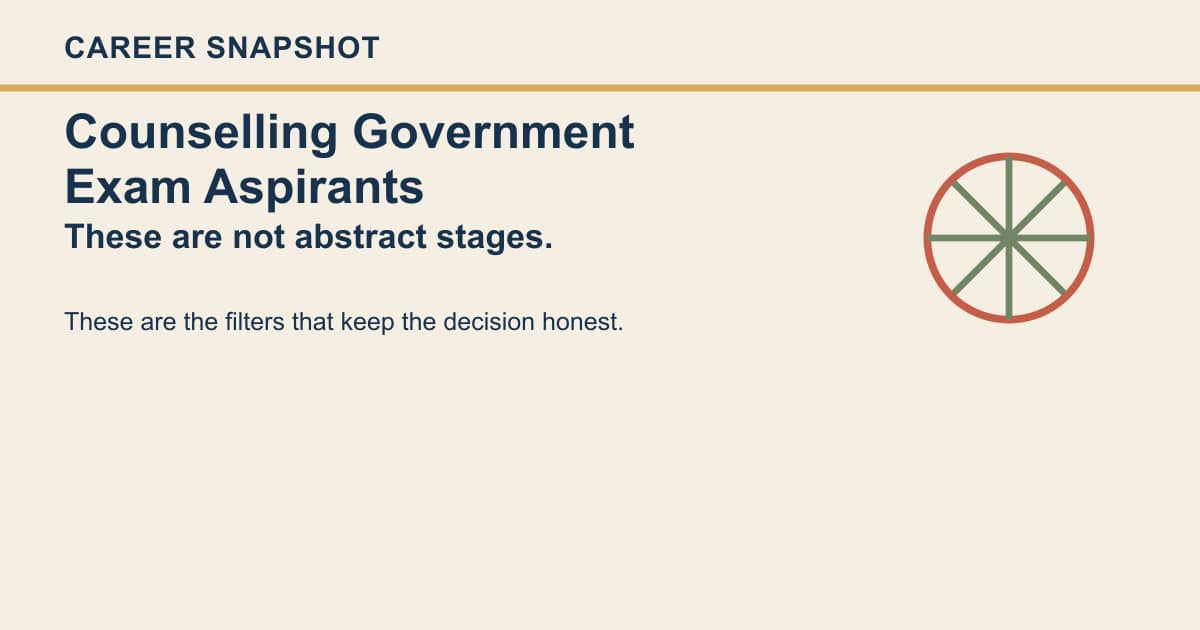 CAREER SNAPSHOT
Counselling Government
Exam Aspirants
These are not abstract stages.
These are the filters that keep the decision honest.